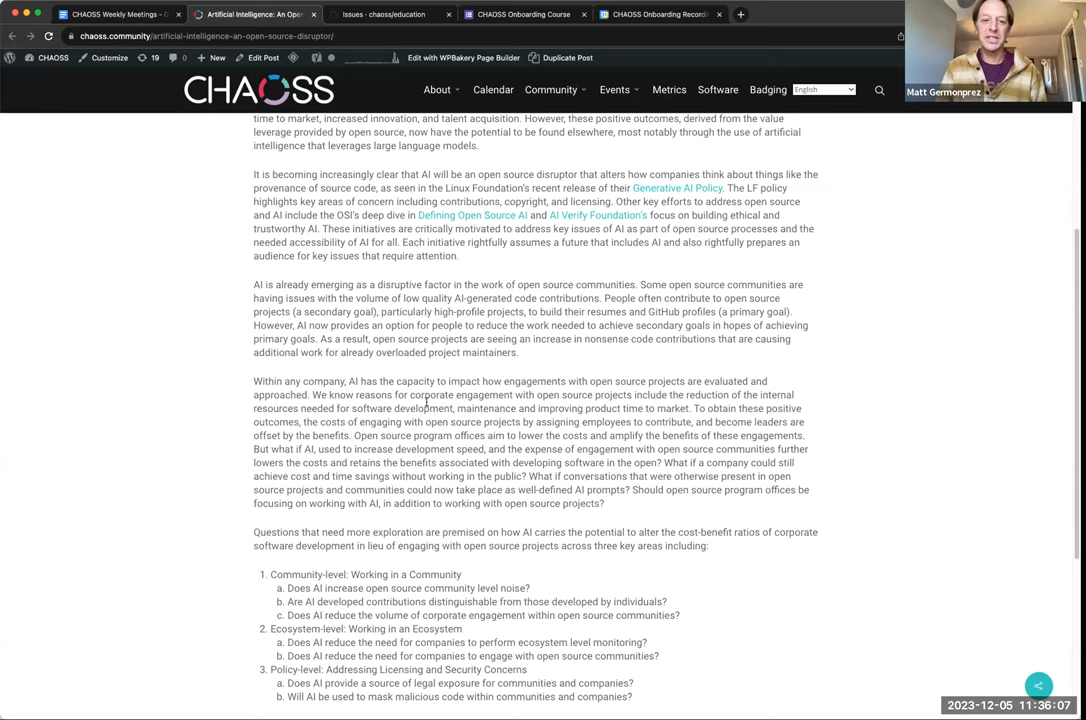 CHAOSS Weekly Meetings – G
Artificial Intelligence: An Open
Issues · chaoss/education
CHAOSS Onboarding Course
CHAOSS Onboarding Recordi
chaoss.community/artificial-intelligence-an-open-source-disruptor/
CHAOSS
Customize
19
0
New
Edit Post
Edit with WPBakery Page Builder
Duplicate Post
CHAOSS
About
Calendar
Community
Events
Metrics
Software
Badging
English
Matt Germonprez
time to market, increased innovation, and talent acquisition. However, these positive outcomes, derived from the value
leverage provided by open source, now have the potential to be found elsewhere, most notably through the use of artificial
intelligence that leverages large language models.
It is becoming increasingly clear that AI will be an open source disruptor that alters how companies think about things like the
provenance of source code, as seen in the Linux Foundation's recent release of their Generative AI Policy. The LF policy
highlights key areas of concern including contributions, copyright, and licensing. Other key efforts to address open source
and AI include the OSI's deep dive in Defining Open Source AI and AI Verify Foundation's focus on building ethical and
trustworthy AI. These initiatives are critically motivated to address key issues of AI as part of open source processes and the
needed accessibility of AI for all. Each initiative rightfully assumes a future that includes AI and also rightfully prepares an
audience for key issues that require attention.
AI is already emerging as a disruptive factor in the work of open source communities. Some open source communities are
having issues with the volume of low quality AI-generated code contributions. People often contribute to open source
projects (a secondary goal), particularly high-profile projects, to build their resumes and GitHub profiles (a primary goal).
However, AI now provides an option for people to reduce the work needed to achieve secondary goals in hopes of achieving
primary goals. As a result, open source projects are seeing an increase in nonsense code contributions that are causing
additional work for already overloaded project maintainers.
Within any company, AI has the capacity to impact how engagements with open source projects are evaluated and
approached. We know reasons for corporate engagement with open source projects include the reduction of the internal
resources needed for software development, maintenance and improving product time to market. To obtain these positive
outcomes, the costs of engaging with open source projects by assigning employees to contribute, and become leaders are
offset by the benefits. Open source program offices aim to lower the costs and amplify the benefits of these engagements.
But what if AI, used to increase development speed, and the expense of engagement with open source communities further
lowers the costs and retains the benefits associated with developing software in the open? What if a company could still
achieve cost and time savings without working in the public? What if conversations that were otherwise present in open
source projects and communities could now take place as well-defined AI prompts? Should open source program offices be
focusing on working with AI, in addition to working with open source projects?
Questions that need more exploration are premised on how AI carries the potential to alter the cost-benefit ratios of corporate
software development in lieu of engaging with open source projects across three key areas including:
1. Community-level: Working in a Community
a. Does AI increase open source community level noise?
b. Are AI developed contributions distinguishable from those developed by individuals?
c. Does AI reduce the volume of corporate engagement within open source communities?
2. Ecosystem-level: Working in an Ecosystem
a. Does AI reduce the need for companies to perform ecosystem level monitoring?
b. Does AI reduce the need for companies to engage with open source communities?
3. Policy-level: Addressing Licensing and Security Concerns
a. Does AI provide a source of legal exposure for communities and companies?
b. Will AI be used to mask malicious code within communities and companies?
2023-12-05 11:36:07